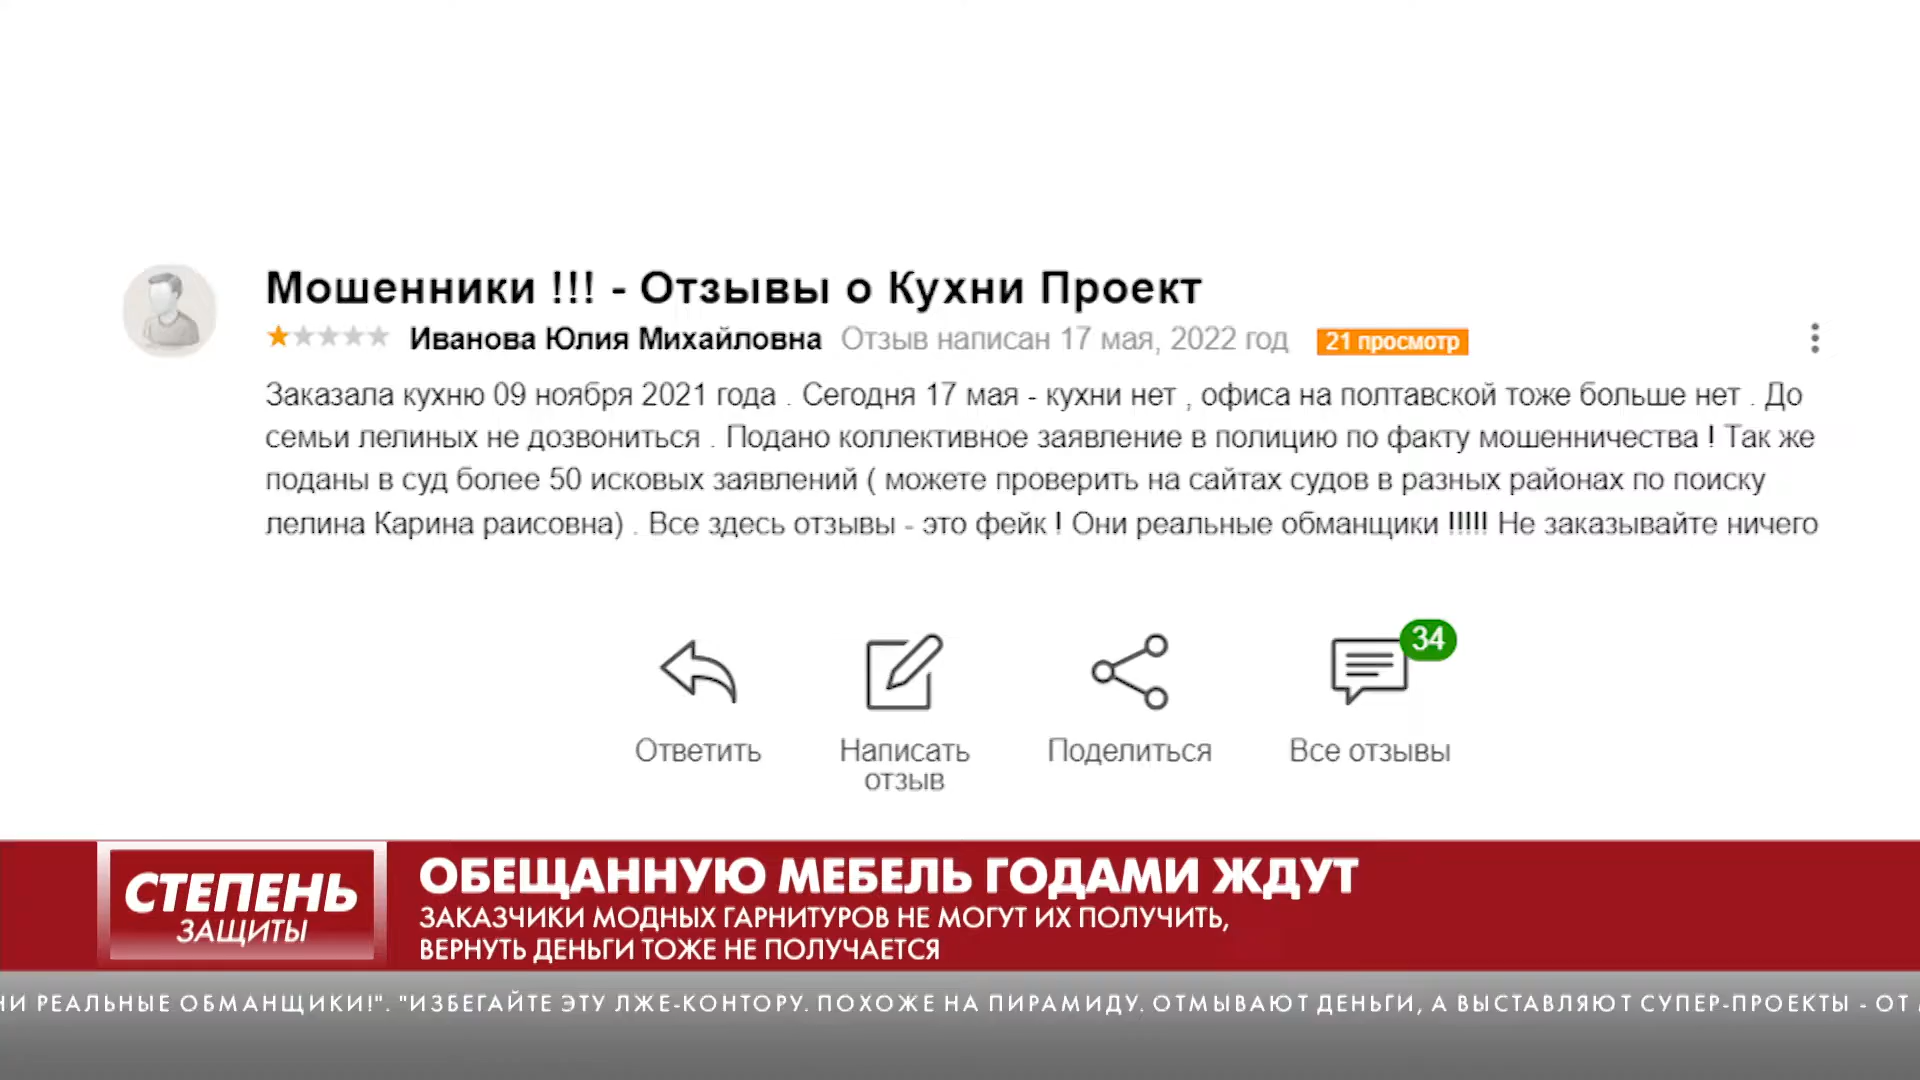 Мошенники !!! - Отзывы о Кухни Проект
Иванова Юлия Михайловна Отзыв написан 17 мая, 2022 год 21 просмотр
Заказала кухню 09 ноября 2021 года . Сегодня 17 мая - кухни нет , офиса на полтавской тоже больше нет . До
семьи лелиных не дозвониться . Подано коллективное заявление в полицию по факту мошенничества ! Так же
поданы в суд более 50 исковых заявлений ( можете проверить на сайтах судов в разных районах по поиску
лелина Карина раисовна) . Все здесь отзывы - это фейк ! Они реальные обманщики !!!!! Не заказывайте ничего
34
Ответить
Написать
отзыв
Поделиться
Все отзывы
СТЕПЕНЬ
ЗАЩИТЫ
ОБЕЩАННУЮ МЕБЕЛЬ ГОДАМИ ЖДУТ
ЗАКАЗЧИКИ МОДНЫХ ГАРНИТУРОВ НЕ МОГУТ ИХ ПОЛУЧИТЬ,
ВЕРНУТЬ ДЕНЬГИ ТОЖЕ НЕ ПОЛУЧАЕТСЯ
НИ РЕАЛЬНЫЕ ОБМАНЩИКИ!". "ИЗБЕГАЙТЕ ЭТУ ЛЖЕ-КОНТОРУ. ПОХОЖЕ НА ПИРАМИДУ. ОТМЫВАЮТ ДЕНЬГИ, А ВЫСТАВЛЯЮТ СУПЕР-ПРОЕКТЫ - ОТ